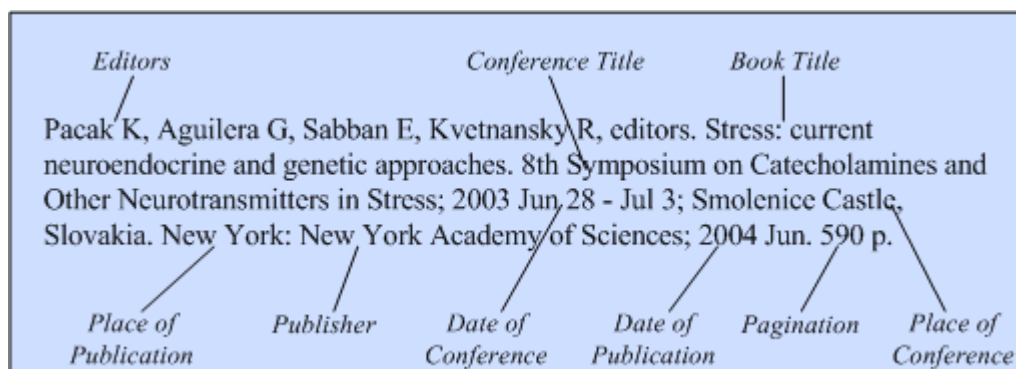 Editors Conference Title Book Title
Pacak K, Aguilera G, Sabban E, Kvetnansky R, editors. Stress: current
neuroendocrine and genetic approaches. 8th Symposium on Catecholamines and
Other Neurotransmitters in Stress; 2003 Jun 28 - Jul 3; Smolenice Castle,
Slovakia. New York: New York Academy of Sciences; 2004 Jun. 590 p.
Place of Publication
Publisher
Date of Conference
Date of Publication
Pagination
Place of Conference